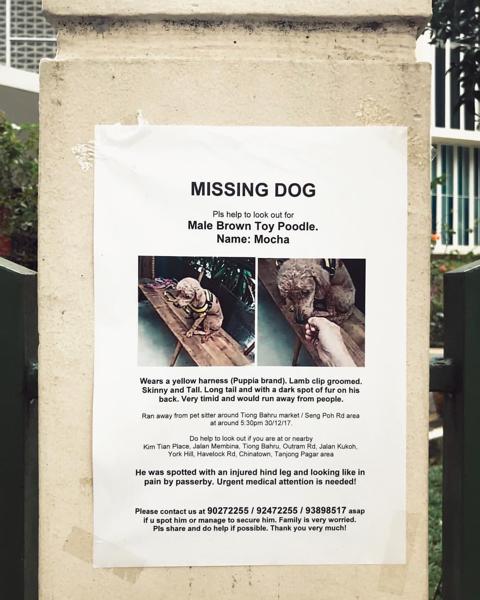 MISSING DOG
Pls help to look out for
Male Brown Toy Poodle.
Name: Mocha
Wears a yellow harness (Puppia brand). Lamb clip groomed.
Skinny and Tall. Long tail and with a dark spot of fur on his
back. Very timid and would run away from people.
Ran away from pet sitter around Tiong Bahru market / Seng Poh Rd area
at around 5:30pm 30/12/17.
Do help to look out if you are at or nearby
Kim Tian Place, Jalan Membina, Tiong Bahru, Outram Rd, Jalan Kukoh,
York Hill, Havelock Rd, Chinatown, Tanjong Pagar area
He was spotted with an injured hind leg and looking like in
pain by passerby. Urgent medical attention is needed!
Please contact us at 90272255 / 92472255 / 93898517 asap
if u spot him or manage to secure him. Family is very worried.
Pls share and do help if possible. Thank you very much!